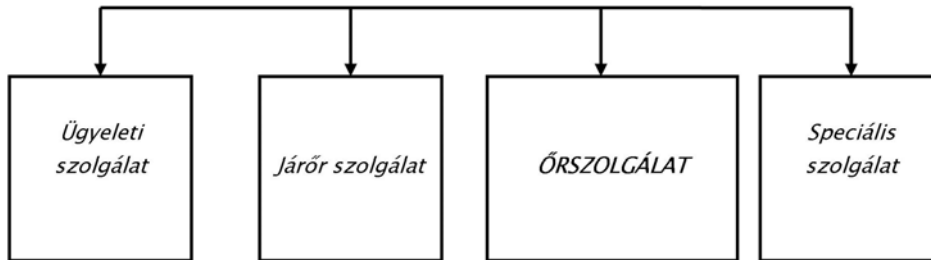 Ügyeleti
szolgálat
Járőr szolgálat
ŐRSZOLGÁLAT
Speciális
szolgálat